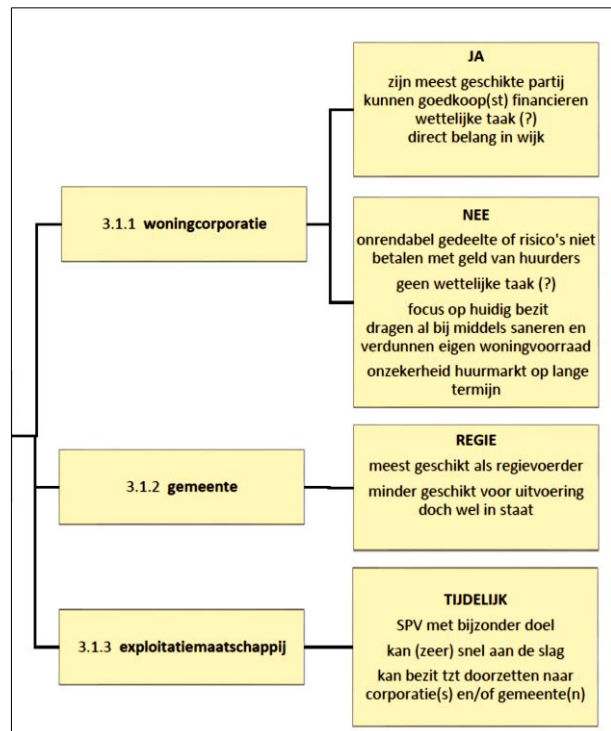 JA
zijn meest geschikte partij
kunnen goedkoop(st) financieren
wettelijke taak (?)
direct belang in wijk
3.1.1 woningcorporatie
NEE
onrendabel gedeelte of risico's niet
betalen met geld van huurders
geen wettelijke taak (?)
focus op huidig bezit
dragen al bij middels saneren en
verdunnen eigen woningvoorraad
onzekerheid huurmarkt op lange
termijn
3.1.2 gemeente
REGIE
meest geschikt als regievoerder
minder geschikt voor uitvoering
doch wel in staat
3.1.3 exploitatiemaatschappij
TIJDELIJK
SPV met bijzonder doel
kan (zeer) snel aan de slag
kan bezit tzt doorzetten naar
corporatie(s) en/of gemeente(n)